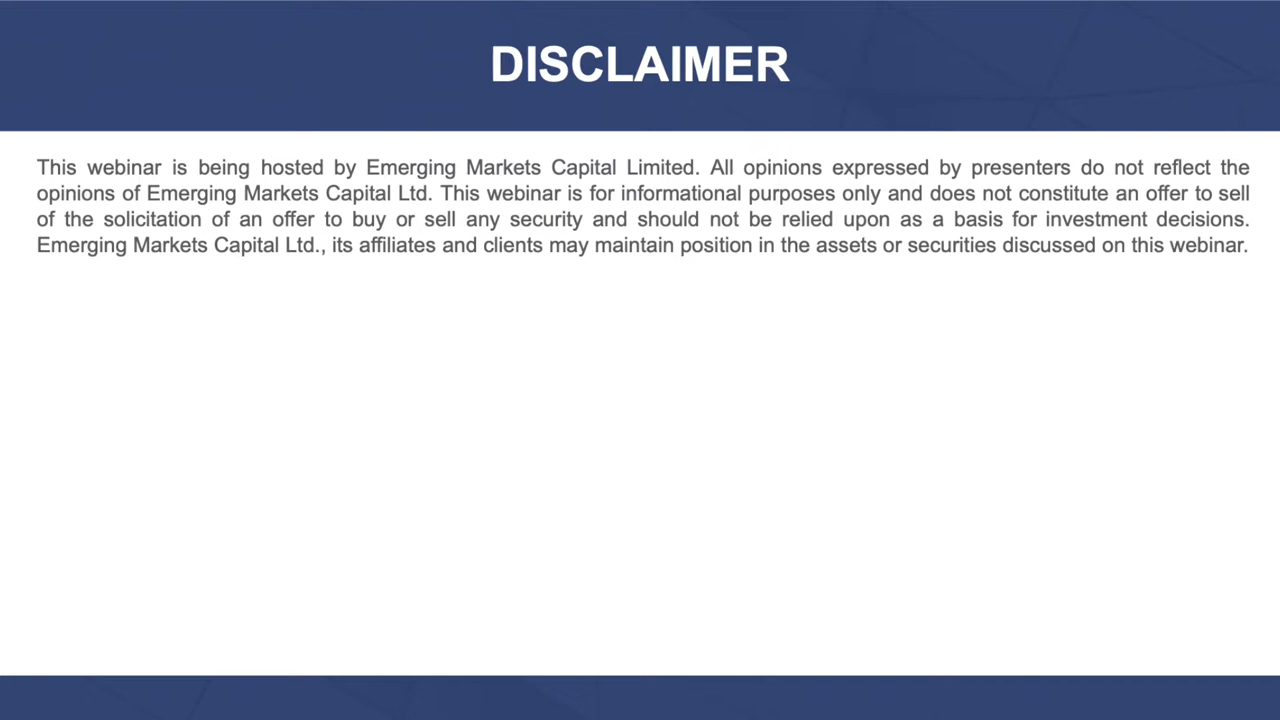 DISCLAIMER
This webinar is being hosted by Emerging Markets Capital Limited. All opinions expressed by presenters do not reflect the
opinions of Emerging Markets Capital Ltd. This webinar is for informational purposes only and does not constitute an offer to sell
of the solicitation of an offer to buy or sell any security and should not be relied upon as a basis for investment decisions.
Emerging Markets Capital Ltd., its affiliates and clients may maintain position in the assets or securities discussed on this webinar.